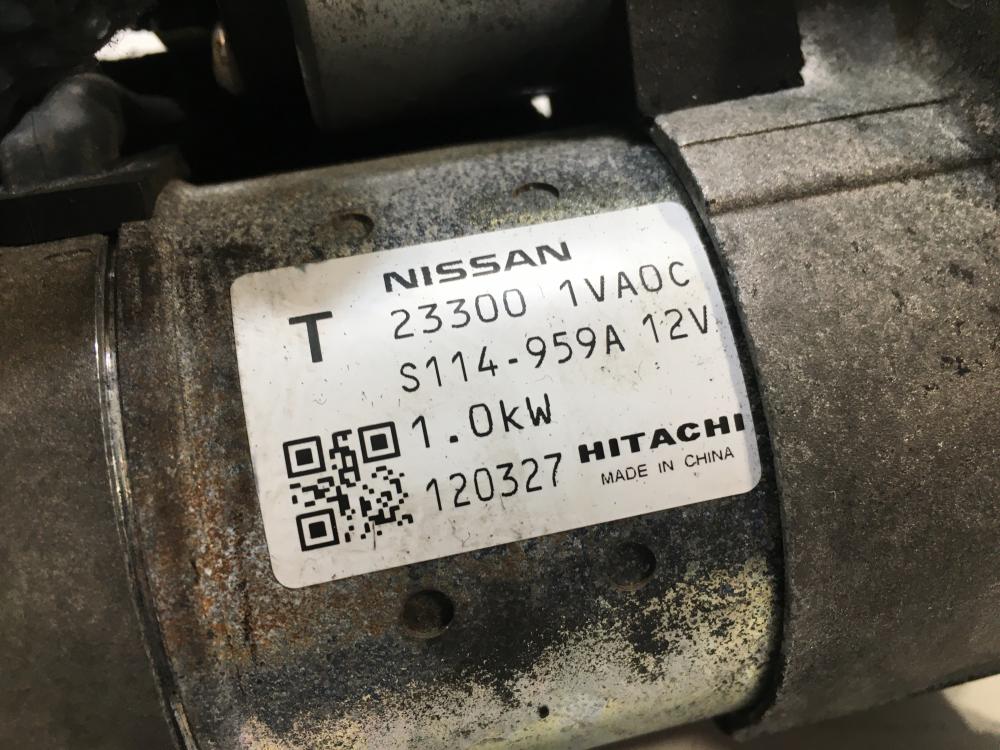 NISSAN
T
23300 1VA0C
S114-959A 12V
1.0kW
120327
HITACHI
MADE IN CHINA